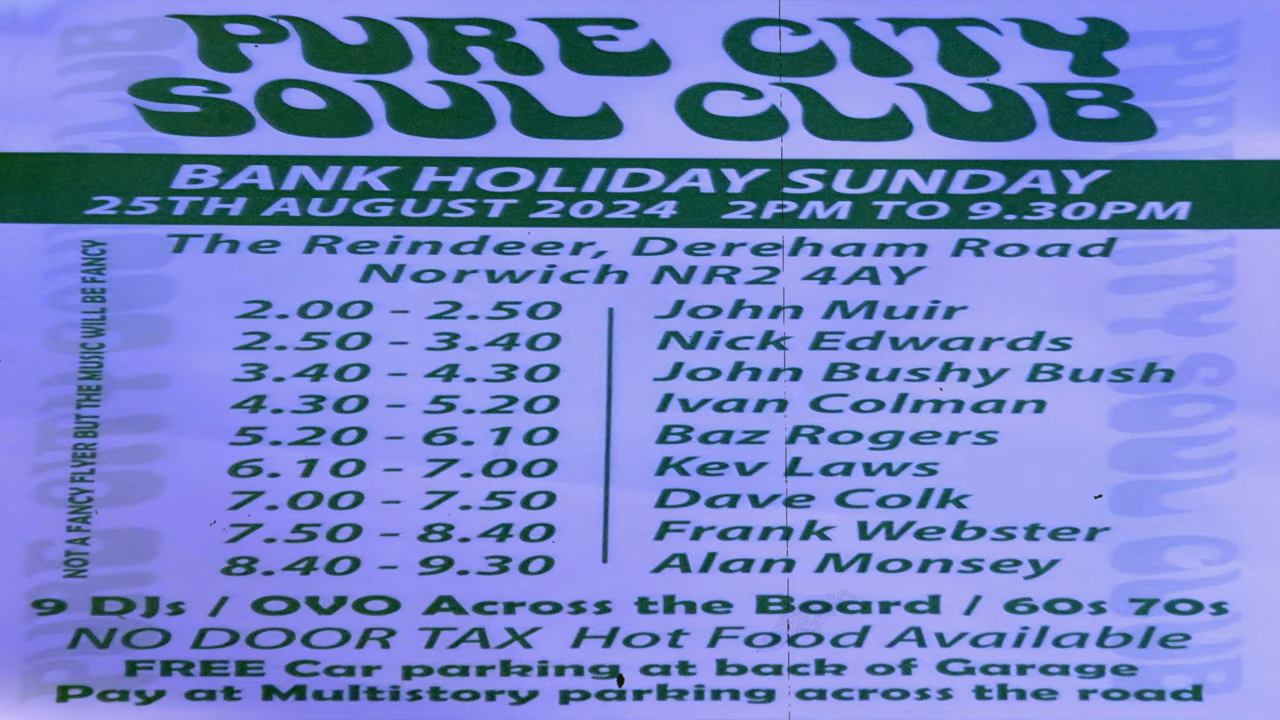 PURE CITY
SOUL CLUB
BANK HOLIDAY SUNDAY
25TH AUGUST 2024 2PM TO 9.30PM
The Reindeer, Dereham Road
Norwich NR2 4AY
2.00 - 2.50 John Muir
2.50 - 3.40 Nick Edwards
3.40 - 4.30 John Bushy Bush
4.30 - 5.20 Ivan Colman
5.20 - 6.10 Baz Rogers
6.10 - 7.00 Kev Laws
7.00 - 7.50 Dave Colk
7.50 - 8.40 Frank Webster
8.40 - 9.30 Alan Monsey
9 DJs / OVO Across the Board / 60s 70s
NO DOOR TAX Hot Food Available
FREE Car parking at back of Garage
Pay at Multistory parking across the road
NOT A FANCY FLYER BUT THE MUSIC WILL BE FANCY
PURE CITY SOUL CLUB